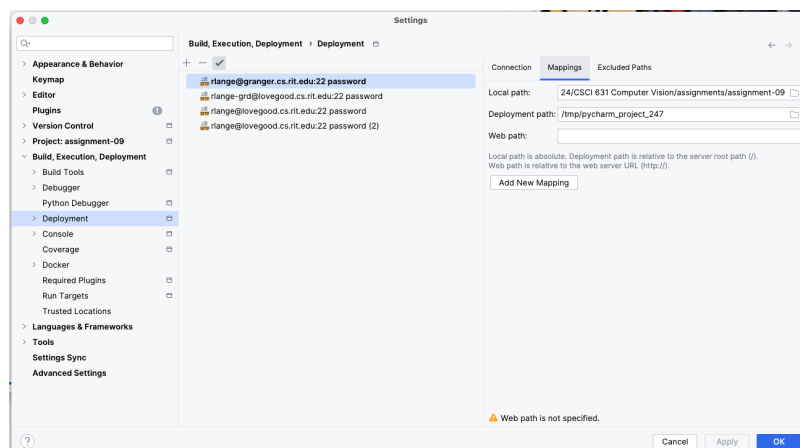 Settings
Build, Execution, Deployment › Deployment
Appearance & Behavior
Keymap
Editor
Plugins 1
Version Control
Project: assignment-09
Build, Execution, Deployment
Build Tools
Debugger
Python Debugger
Deployment
Console
Coverage
Docker
Required Plugins
Run Targets
Trusted Locations
Languages & Frameworks
Tools
Settings Sync
Advanced Settings
?
rlange@granger.cs.rit.edu:22 password
rlange-grd@lovegood.cs.rit.edu:22 password
rlange@lovegood.cs.rit.edu:22 password
rlange@lovegood.cs.rit.edu:22 password (2)
Connection Mappings Excluded Paths
Local path: 24/CSCI 631 Computer Vision/assignments/assignment-09
Deployment path: /tmp/pycharm_project_247
Web path:
Local path is absolute. Deployment path is relative to the server root path (/).
Web path is relative to the web server URL (http://).
Add New Mapping
Web path is not specified.
Cancel Apply OK